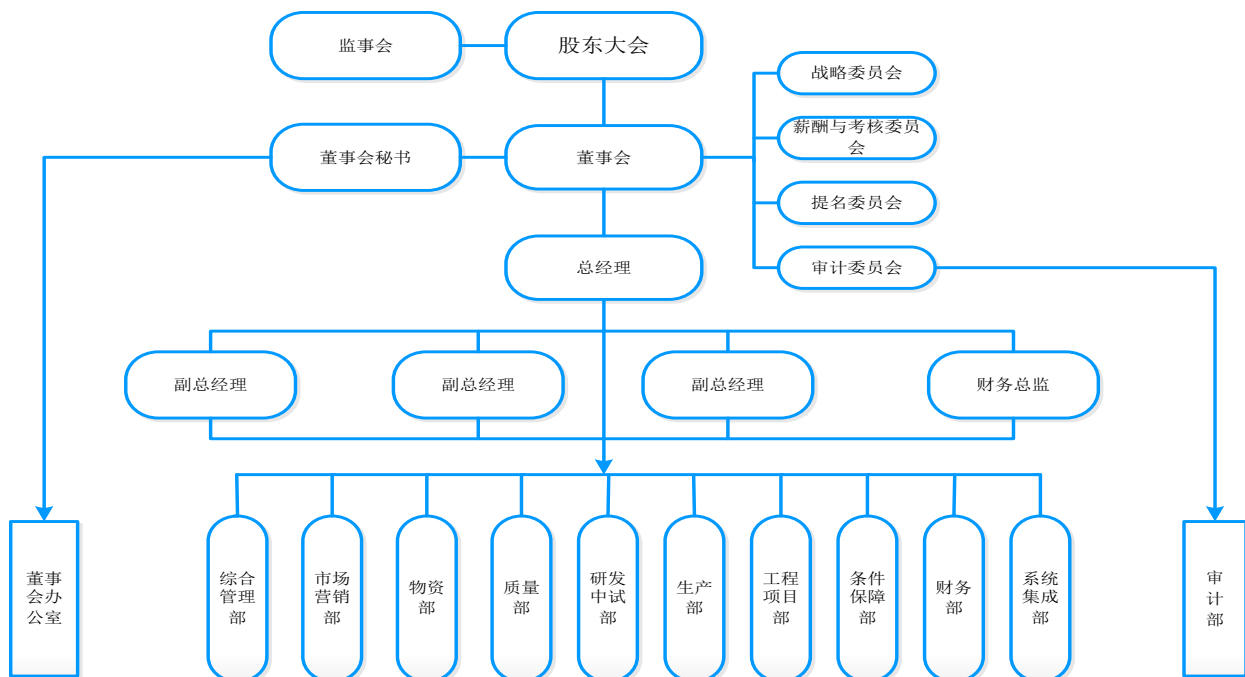 监事会
股东大会
战略委员会
薪酬与考核委员
会
董事会秘书
董事会
提名委员会
总经理
审计委员会
副总经理
副总经理
副总经理
财务总监
董事
会办
公室
综合
管理
部
市场
营销
部
物资
部
质量
部
研发
中试
部
生产
部
工程
项目
部
条件
保障
部
财务
部
系统
集成
部
审
计
部